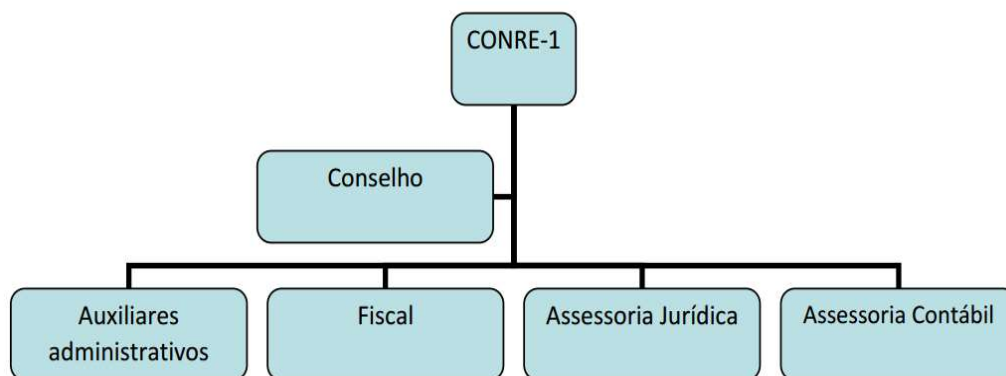 CONRE-1
Conselho
Auxiliares
administrativos
Fiscal
Assessoria Jurídica
Assessoria Contábil